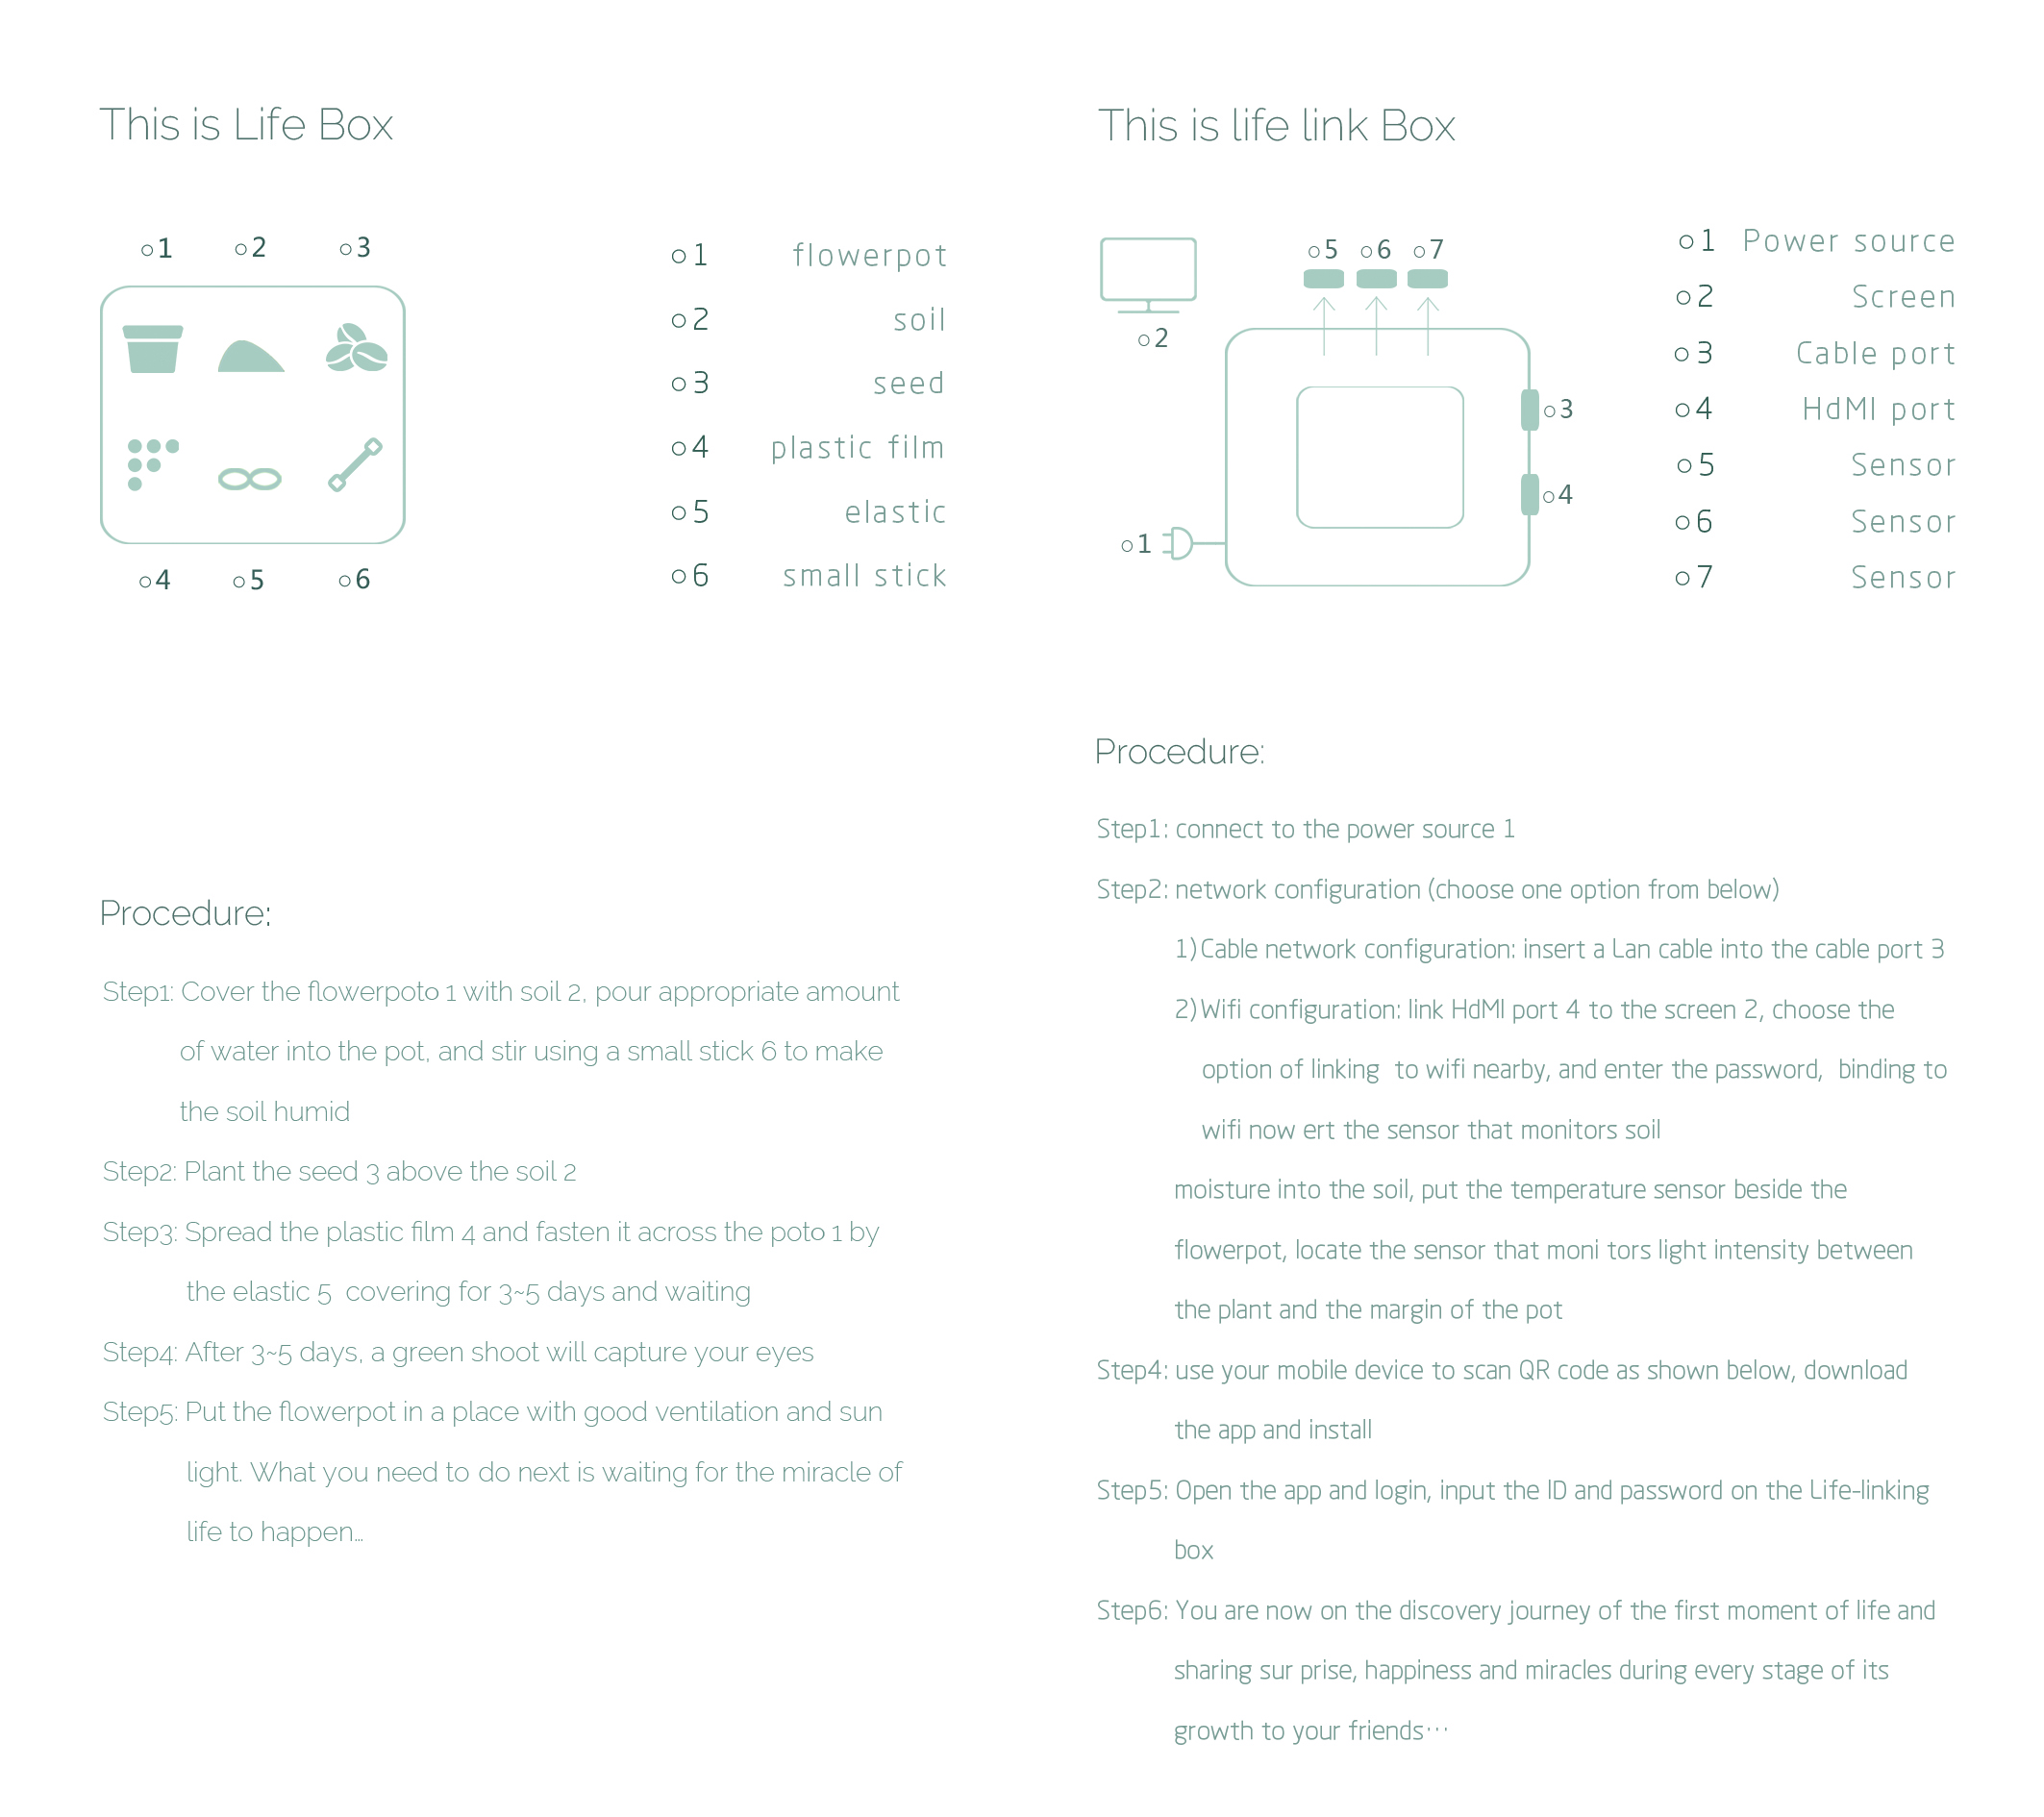 This is Life Box
1 2 3
4 5 6
1 flowerpot
2 soil
3 seed
4 plastic film
5 elastic
6 small stick
Procedure:
Step1: Cover the flowerpoto 1 with soil 2, pour appropriate amount
of water into the pot, and stir using a small stick 6 to make
the soil humid
Step2: Plant the seed 3 above the soil 2
Step3: Spread the plastic film 4 and fasten it across the poto 1 by
the elastic 5 covering for 3~5 days and waiting
Step4: After 3~5 days, a green shoot will capture your eyes
Step5: Put the flowerpot in a place with good ventilation and sun
light. What you need to do next is waiting for the miracle of
life to happen...
This is life link Box
5 6 7
2
3
4
1
1 Power source
2 Screen
3 Cable port
4 HdMI port
5 Sensor
6 Sensor
7 Sensor
Procedure:
Step1: connect to the power source 1
Step2: network configuration (choose one option from below)
1) Cable network configuration: insert a Lan cable into the cable port 3
2) Wifi configuration: link HdMI port 4 to the screen 2, choose the
option of linking to wifi nearby, and enter the password, binding to
wifi now ert the sensor that monitors soil
moisture into the soil, put the temperature sensor beside the
flowerpot, locate the sensor that moni tors light intensity between
the plant and the margin of the pot
Step4: use your mobile device to scan QR code as shown below, download
the app and install
Step5: Open the app and login, input the ID and password on the Life-linking
box
Step6: You are now on the discovery journey of the first moment of life and
sharing sur prise, happiness and miracles during every stage of its
growth to your friends···